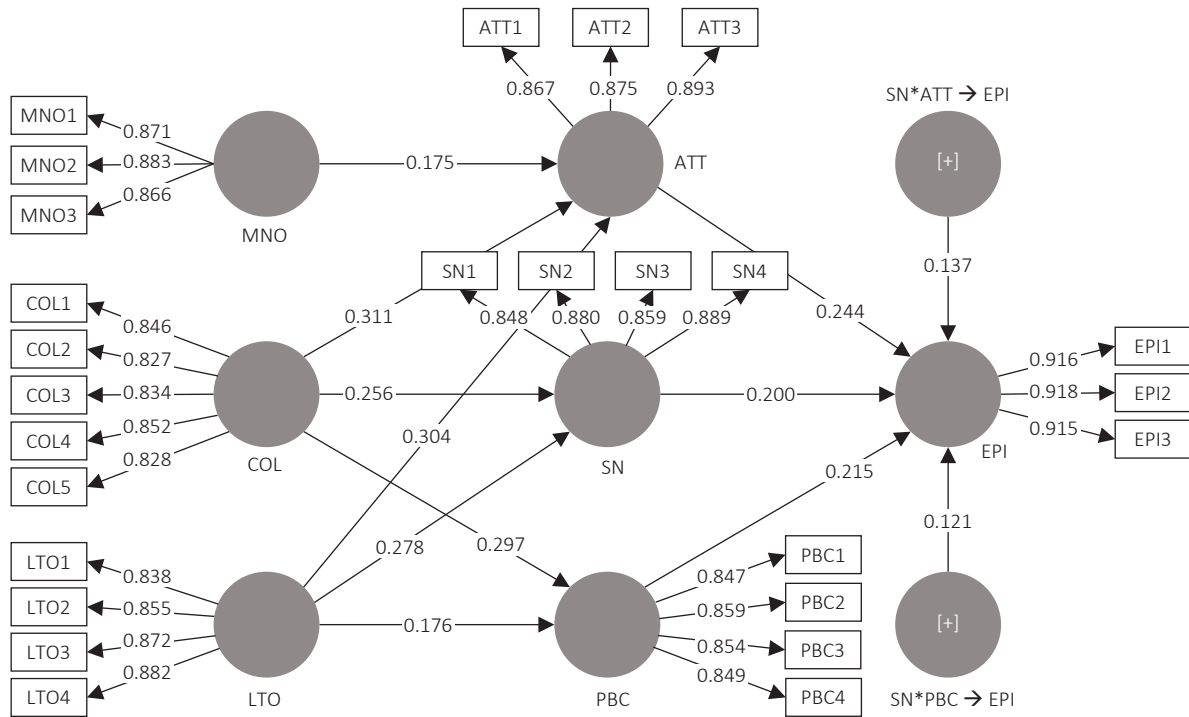 ATT1
ATT2
ATT3
0.867
0.875
0.893
SN*ATT → EPI
MNO1
MNO2
MNO3
0.871
0.883
0.866
MNO
0.175
ATT
[+]
0.137
SN1
SN2
SN3
SN4
0.848
0.880
0.859
0.889
COL1
COL2
COL3
COL4
COL5
0.846
0.827
0.834
0.852
0.828
COL
0.311
0.256
0.304
0.278
0.297
SN
0.244
0.200
0.215
EPI
0.916
0.918
0.915
EPI1
EPI2
EPI3
0.121
LTO1
LTO2
LTO3
LTO4
0.838
0.855
0.872
0.882
LTO
0.176
PBC
0.847
0.859
0.854
0.849
PBC1
PBC2
PBC3
PBC4
[+]
SN*PBC → EPI